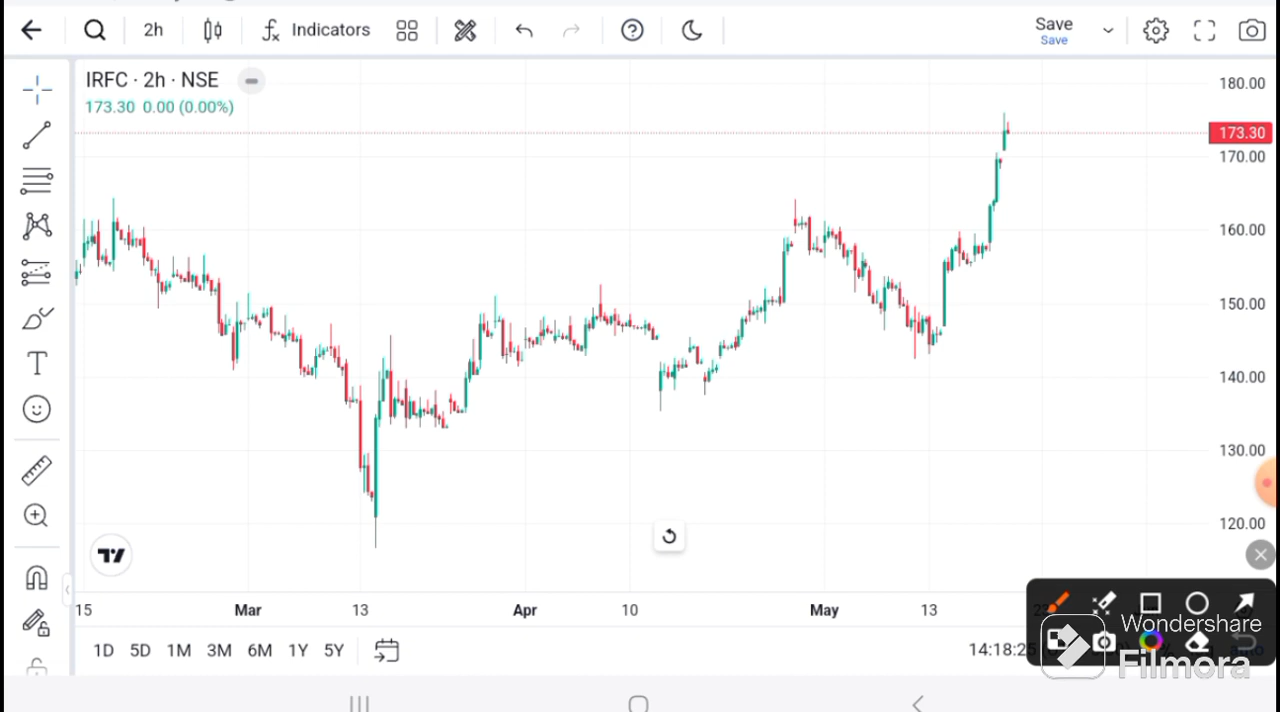 2h
Indicators
Save
Save
IRFC · 2h · NSE
173.30 0.00 (0.00%)
180.00
173.30
170.00
160.00
150.00
140.00
130.00
120.00
15 Mar 13 Apr 10 May 13
1D 5D 1M 3M 6M 1Y 5Y
14:18:25
Wondershare
Filmora